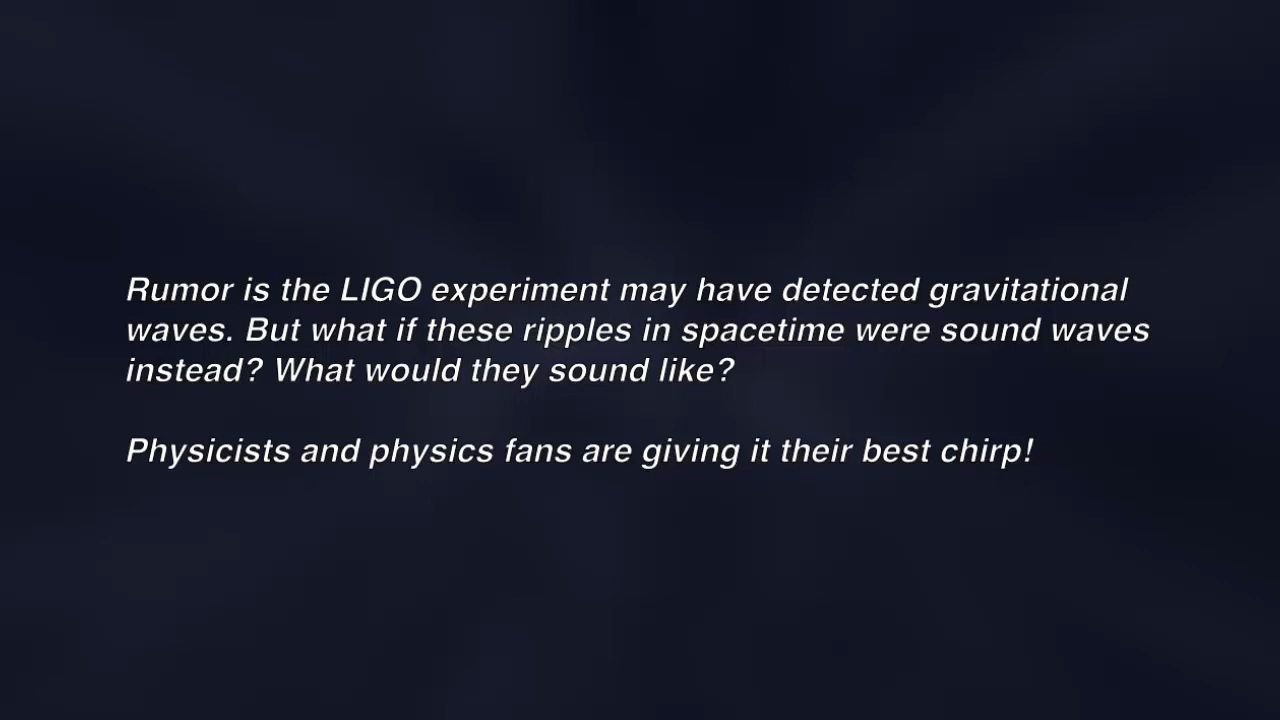 Rumor is the LIGO experiment may have detected gravitational
waves. But what if these ripples in spacetime were sound waves
instead? What would they sound like?
Physicists and physics fans are giving it their best chirp!